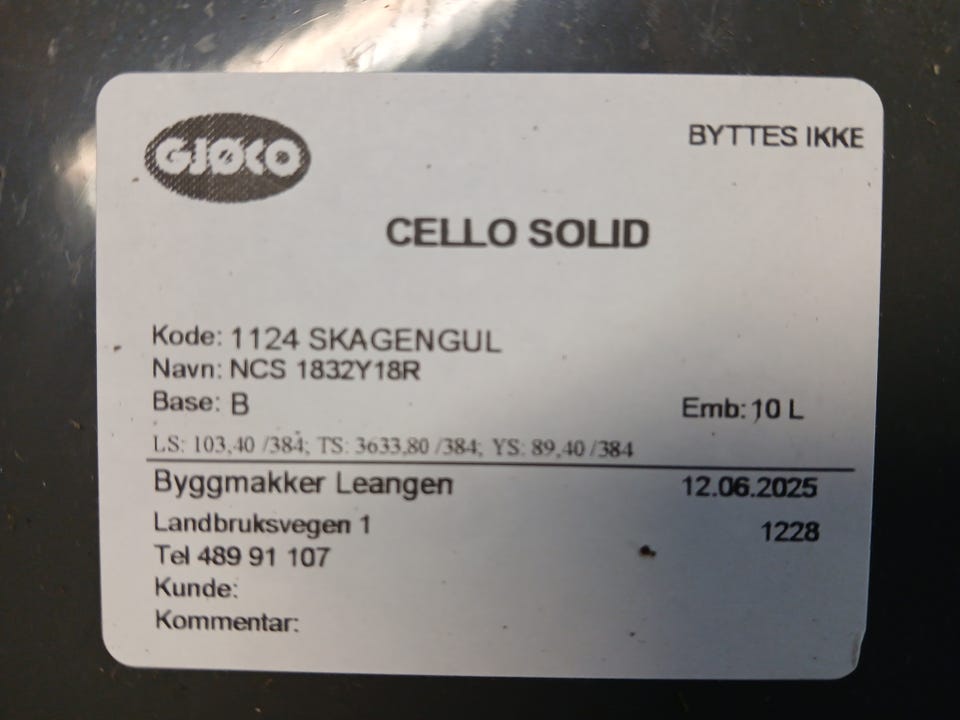 GJØCO
BYTTES IKKE
CELLO SOLID
Kode: 1124 SKAGENGUL
Navn: NCS 1832Y18R
Base: B
Emb: 10 L
LS: 103,40 /384; TS: 3633,80 /384; YS: 89,40 /384
Byggmakker Leangen
12.06.2025
Landbruksvegen 1
1228
Tel 489 91 107
Kunde:
Kommentar: